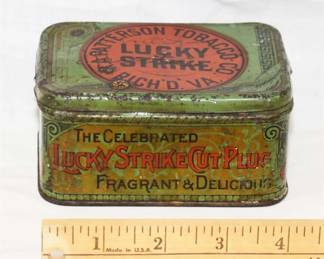 R.A. PATTERSON TOBACCO CO.
LUCKY
STRIKE
RICH'D. VA.
THE CELEBRATED
LUCKY STRIKE CUT PLUG
FRAGRANT & DELICIOUS
1 2 3 4
Made in U.S.A.